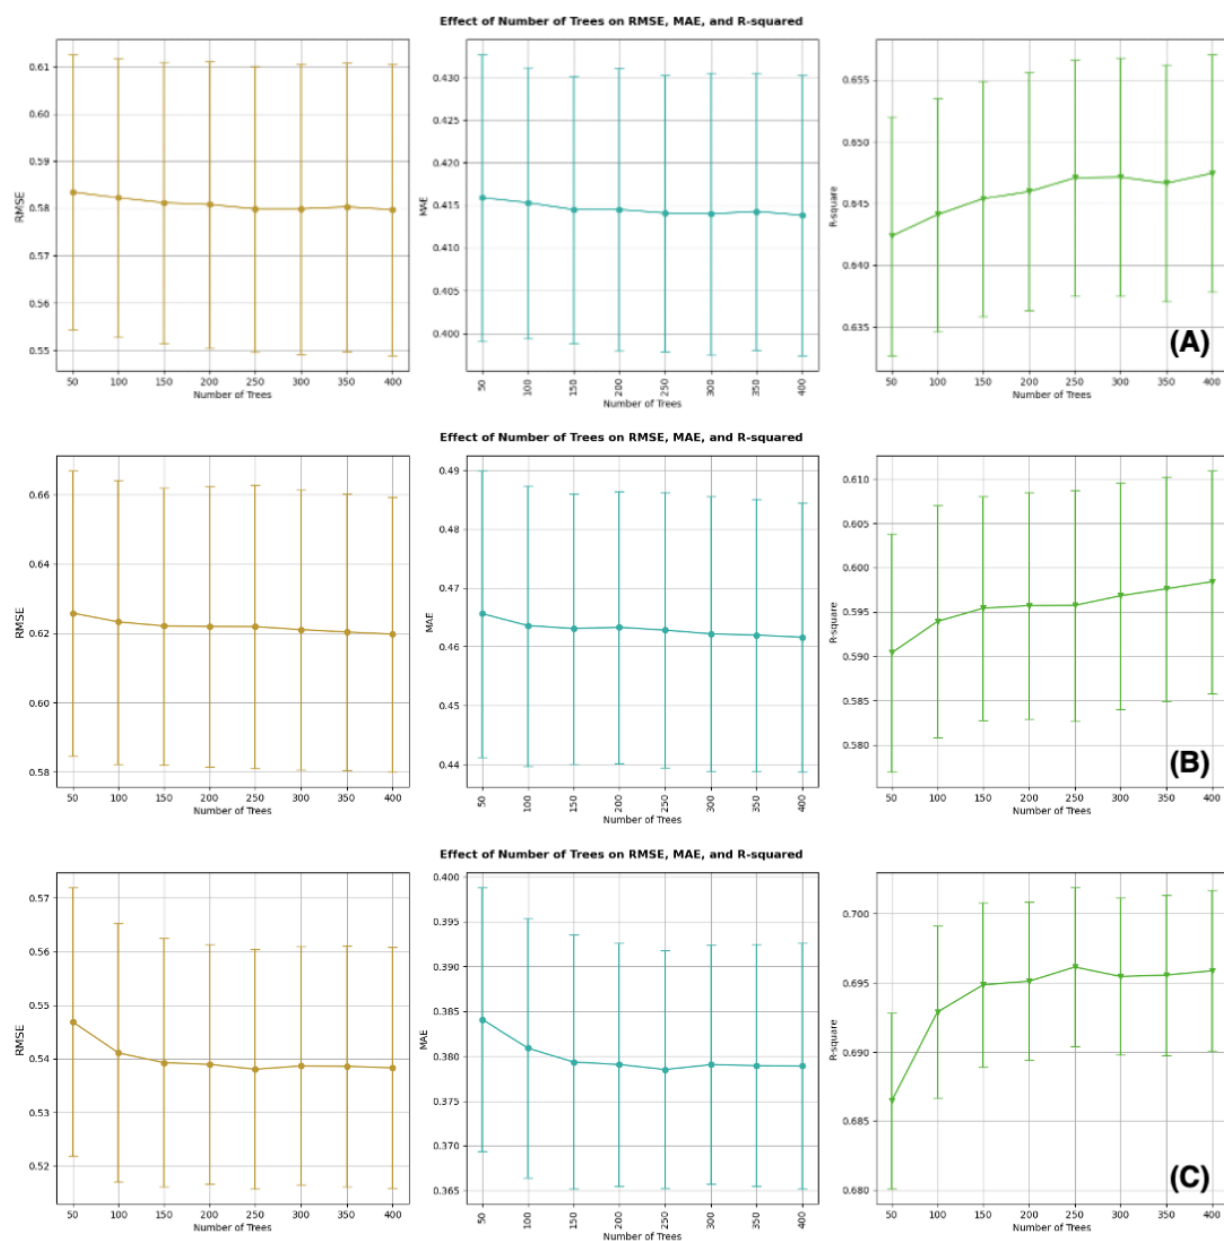 Effect of Number of Trees on RMSE, MAE, and R-squared
RMSE
0.61
0.60
0.59
0.58
0.57
0.56
0.55
50 100 150 200 250 300 350 400
Number of Trees
MAE
0.430
0.425
0.420
0.415
0.410
0.405
0.400
50 100 150 200 250 300 350 400
Number of Trees
R-square
0.655
0.650
0.645
0.640
0.635
50 100 150 200 250 300 350 400
Number of Trees
(A)
Effect of Number of Trees on RMSE, MAE, and R-squared
RMSE
0.66
0.64
0.62
0.60
0.58
50 100 150 200 250 300 350 400
Number of Trees
MAE
0.49
0.48
0.47
0.46
0.45
0.44
50 100 150 200 250 300 350 400
Number of Trees
R-square
0.610
0.605
0.600
0.595
0.590
0.585
0.580
50 100 150 200 250 300 350 400
Number of Trees
(B)
Effect of Number of Trees on RMSE, MAE, and R-squared
RMSE
0.57
0.56
0.55
0.54
0.53
0.52
50 100 150 200 250 300 350 400
Number of Trees
MAE
0.400
0.395
0.390
0.385
0.380
0.375
0.370
0.365
50 100 150 200 250 300 350 400
Number of Trees
R-square
0.700
0.695
0.690
0.685
0.680
50 100 150 200 250 300 350 400
Number of Trees
(C)